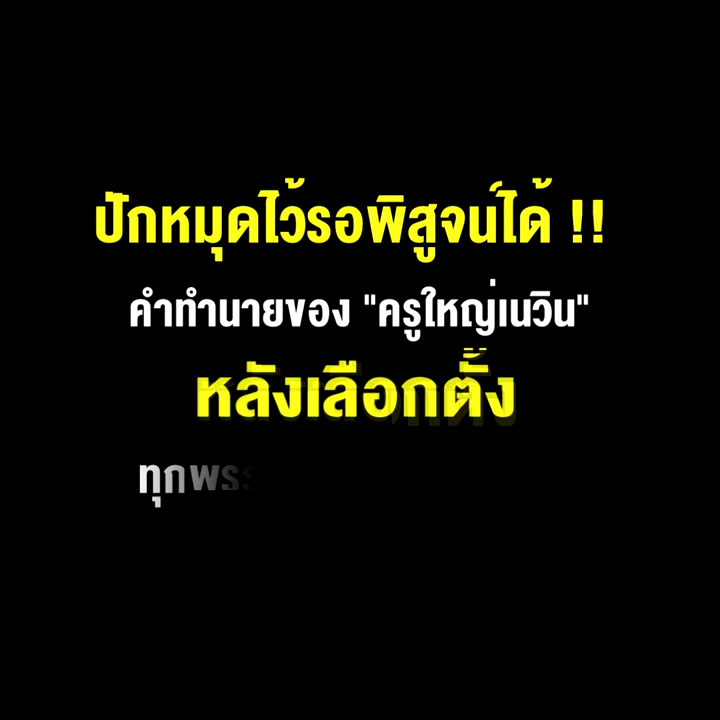 ปักหมุดไว้รอพิสูจน์ได้ !!
คำทำนายของ "ครูใหญ่เนวิน"
หลังเลือกตั้ง